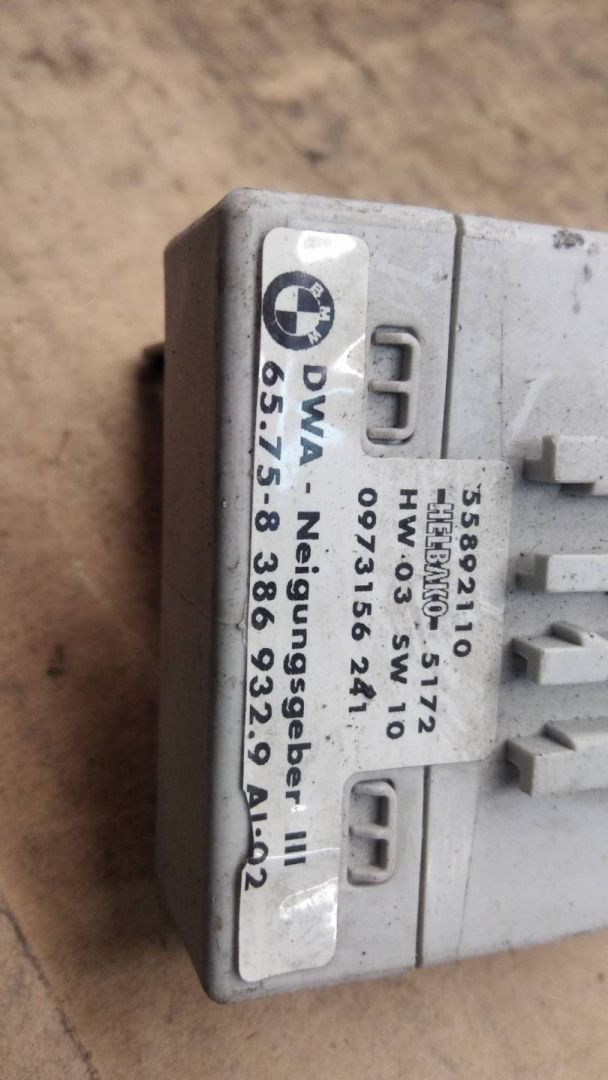 BMW
DWA - Neigungsgeber III
65.75-8 386 932.9 AI-02
55892110
-HELBAKO- 5172
HW 03 SW 10
0973156 241